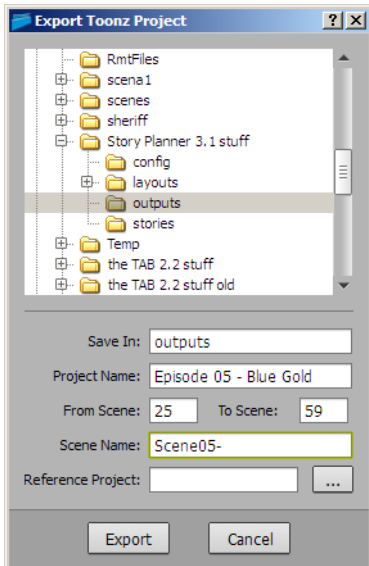 Export Toonz Project
RmtFiles
scena1
scenes
sheriff
Story Planner 3.1 stuff
config
layouts
outputs
stories
Temp
the TAB 2.2 stuff
the TAB 2.2 stuff old
Save In: outputs
Project Name: Episode 05 - Blue Gold
From Scene: 25 To Scene: 59
Scene Name: Scene05-
Reference Project: ...
Export Cancel